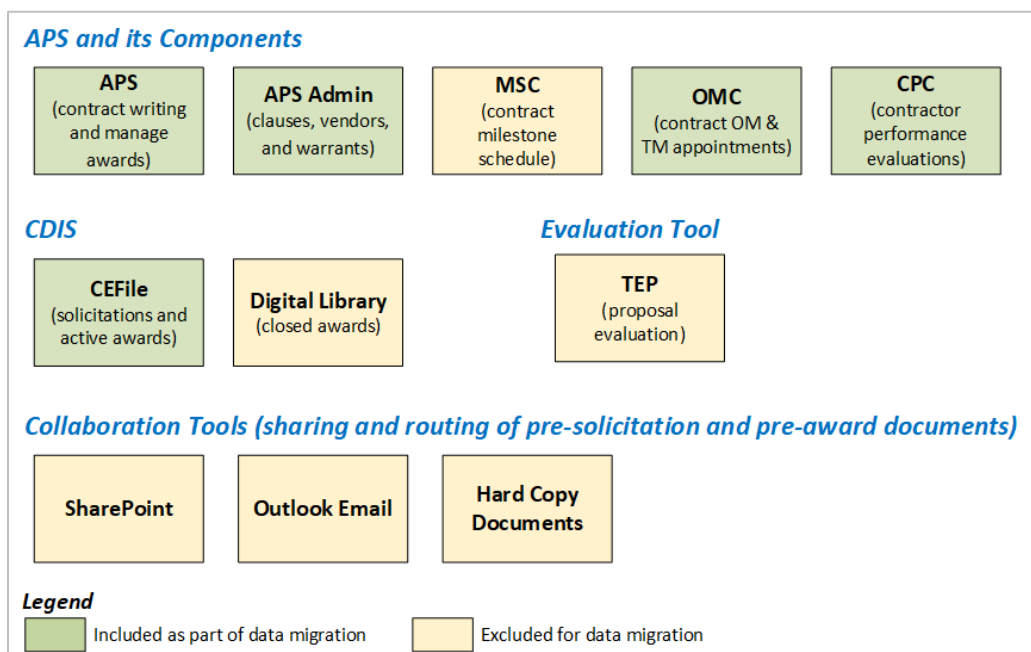 APS and its Components
APS
(contract writing
and manage
awards)
APS Admin
(clauses, vendors,
and warrants)
MSC
(contract
milestone
schedule)
OMC
(contract OM &
TM appointments)
CPC
(contractor
performance
evaluations)
CDIS
Evaluation Tool
CEFile
(solicitations and
active awards)
Digital Library
(closed awards)
TEP
(proposal
evaluation)
Collaboration Tools (sharing and routing of pre-solicitation and pre-award documents)
SharePoint
Outlook Email
Hard Copy
Documents
Legend
Included as part of data migration
Excluded for data migration